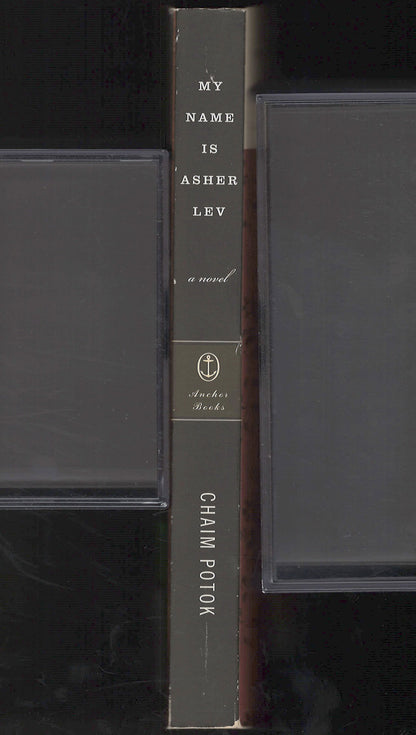 MY
NAME
IS
ASHER
LEV
a novel
Anchor
Books
CHAIM POTOK